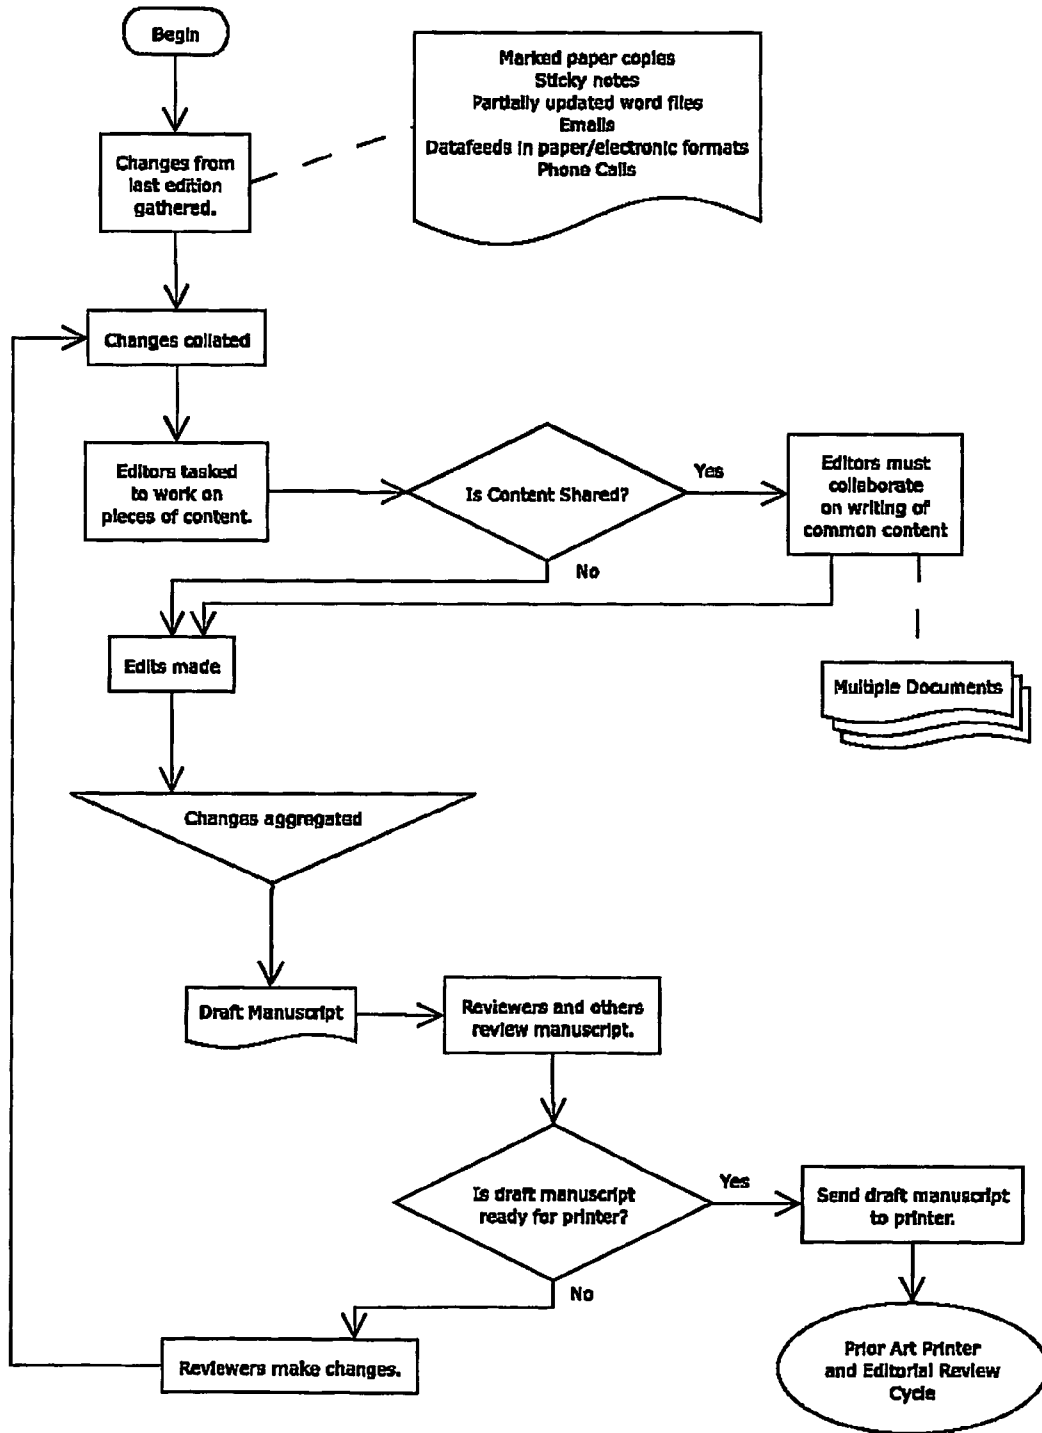 Begin
Marked paper copies
Sticky notes
Partially updated word files
Emails
Datafeeds in paper/electronic formats
Phone Calls
Changes from
last edition
gathered.
Changes collated
Editors tasked
to work on
pieces of content.
Is Content Shared?
Yes
Editors must
collaborate
on writing of
common content
No
Edits made
Multiple Documents
Changes aggregated
Draft Manuscript
Reviewers and others
review manuscript.
Is draft manuscript
ready for printer?
Yes
Send draft manuscript
to printer.
No
Reviewers make changes.
Prior Art Printer
and Editorial Review
Cycle